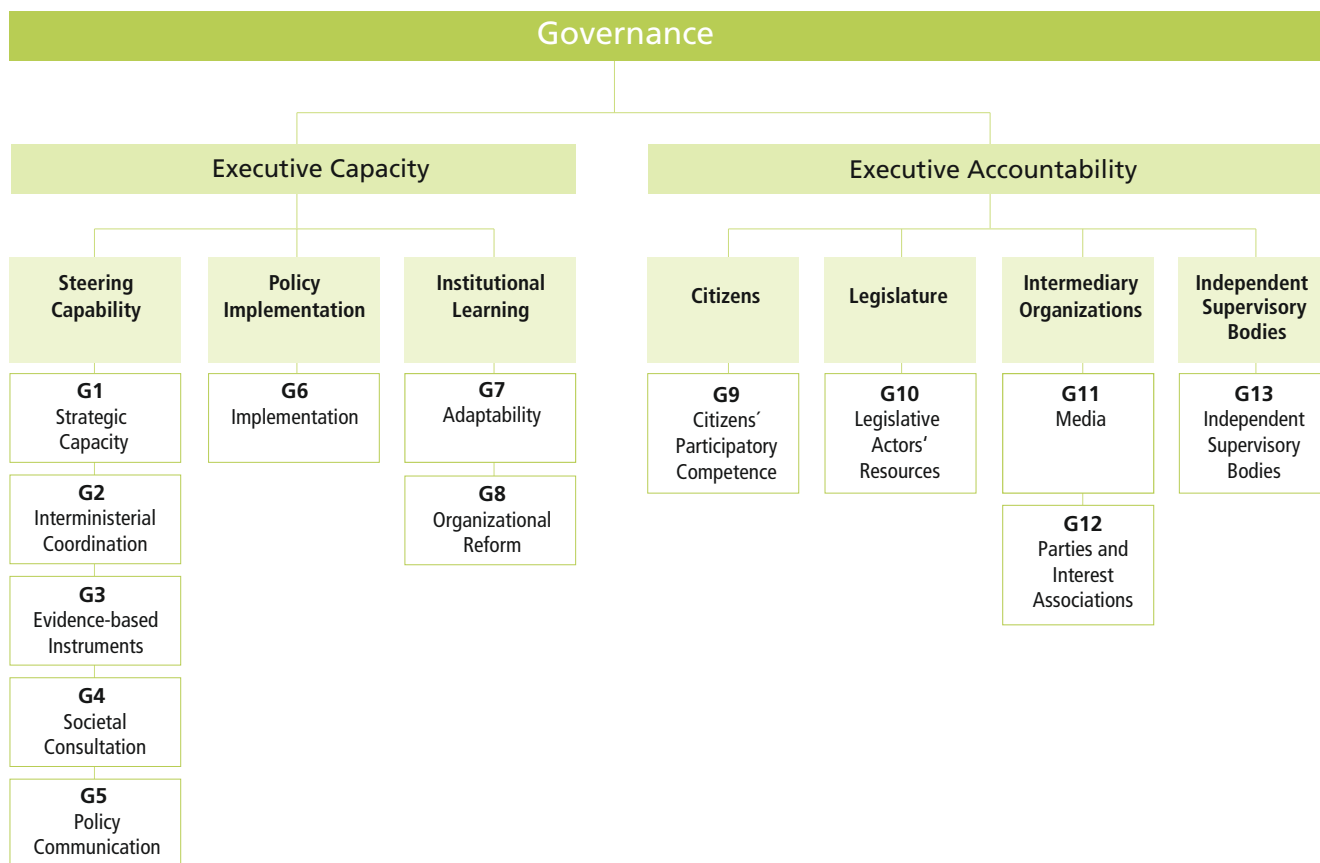 Governance
Executive Capacity
Executive Accountability
Steering
Capability
Policy
Implementation
Institutional
Learning
Citizens
Legislature
Intermediary
Organizations
Independent
Supervisory
Bodies
G1
Strategic
Capacity
G2
Interministerial
Coordination
G3
Evidence-based
Instruments
G4
Societal
Consultation
G5
Policy
Communication
G6
Implementation
G7
Adaptability
G8
Organizational
Reform
G9
Citizens´
Participatory
Competence
G10
Legislative
Actors‘
Resources
G11
Media
G12
Parties and
Interest
Associations
G13
Independent
Supervisory
Bodies